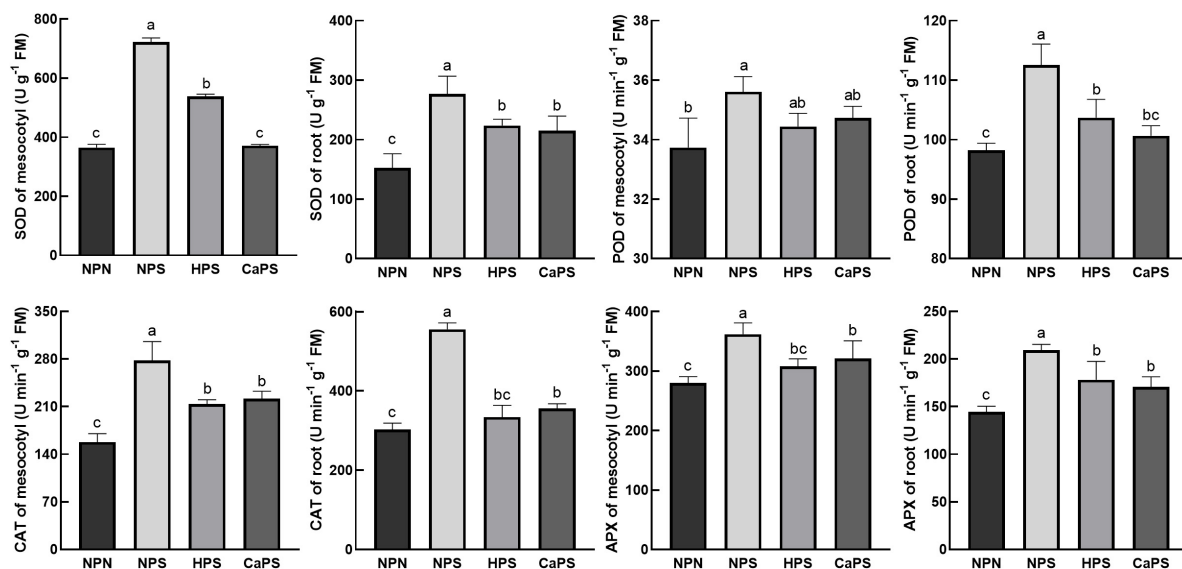 SOD of mesocotyl (U g⁻¹ FM)
800
600
400
200
0
c
a
b
c
NPN NPS HPS CaPS
SOD of root (U g⁻¹ FM)
400
300
200
100
0
c
a
b
b
NPN NPS HPS CaPS
POD of mesocotyl (U min⁻¹ g⁻¹ FM)
38
36
34
32
30
c
a
ab
ab
NPN NPS HPS CaPS
POD of root (U min⁻¹ g⁻¹ FM)
120
110
100
90
80
c
a
b
bc
NPN NPS HPS CaPS
CAT of mesocotyl (U min⁻¹ g⁻¹ FM)
350
280
210
140
70
0
c
a
b
b
NPN NPS HPS CaPS
CAT of root (U min⁻¹ g⁻¹ FM)
600
400
200
0
c
a
bc
b
NPN NPS HPS CaPS
APX of mesocotyl (U min⁻¹ g⁻¹ FM)
400
300
200
100
0
c
a
bc
b
NPN NPS HPS CaPS
APX of root (U min⁻¹ g⁻¹ FM)
250
200
150
100
50
0
c
a
b
b
NPN NPS HPS CaPS